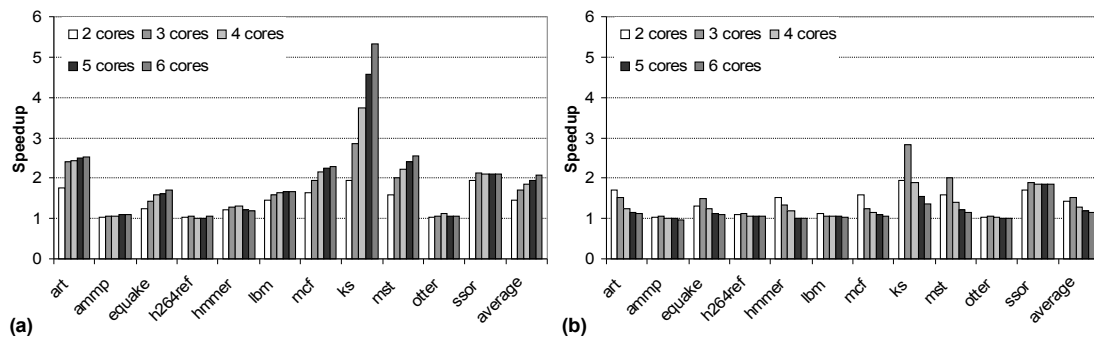 6
5
4
3
2
1
0
Speedup
2 cores 3 cores 4 cores
5 cores 6 cores
art ammp equake h264ref hmmer lbm mcf ks mst otter ssor average
(a)
6
5
4
3
2
1
0
Speedup
2 cores 3 cores 4 cores
5 cores 6 cores
art ammp equake h264ref hmmer lbm mcf ks mst otter ssor average
(b)